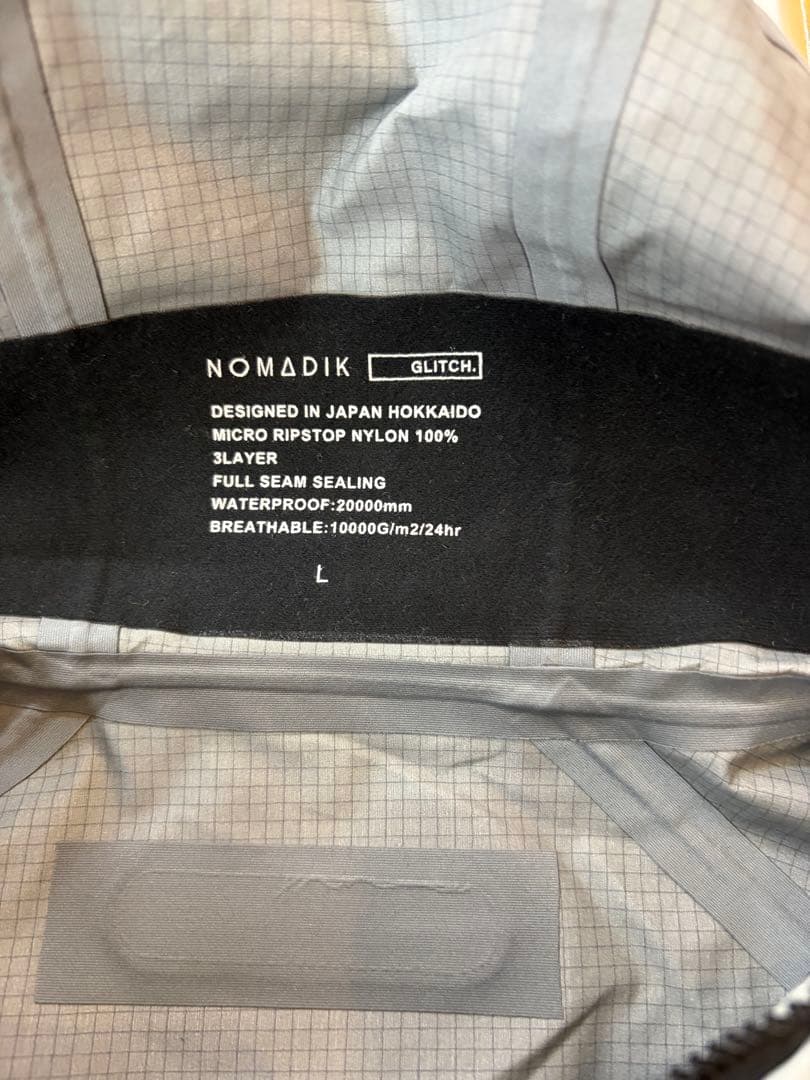 NOMADIK GLITCH.
DESIGNED IN JAPAN HOKKAIDO
MICRO RIPSTOP NYLON 100%
3LAYER
FULL SEAM SEALING
WATERPROOF:20000mm
BREATHABLE:10000G/m2/24hr
L